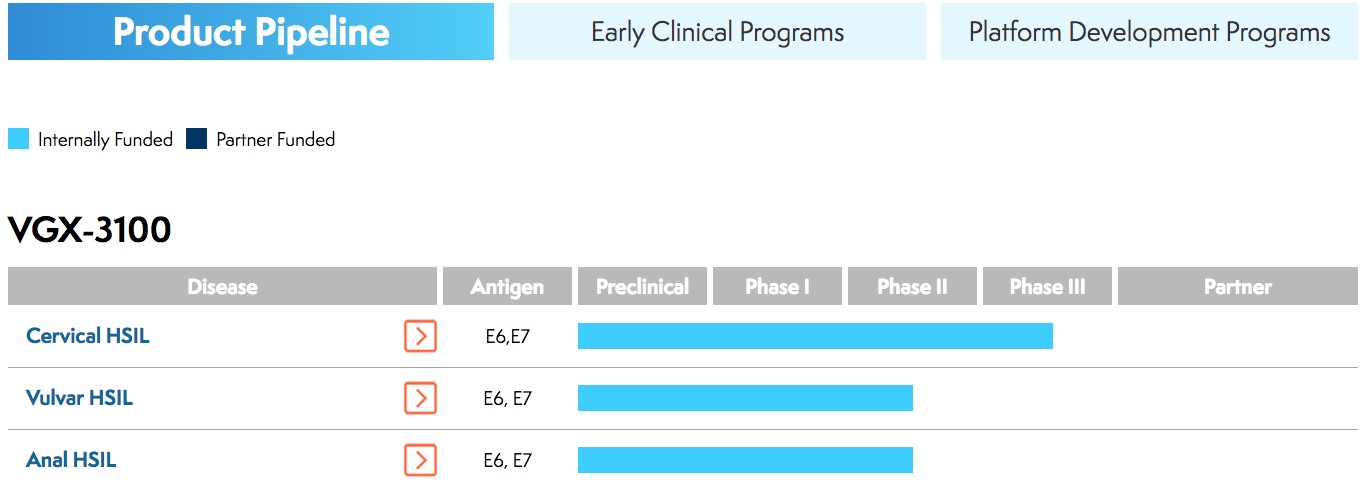 Product Pipeline Early Clinical Programs Platform Development Programs
Internally Funded Partner Funded
VGX-3100
Disease Antigen Preclinical Phase I Phase II Phase III Partner
Cervical HSIL E6,E7
Vulvar HSIL E6, E7
Anal HSIL E6, E7